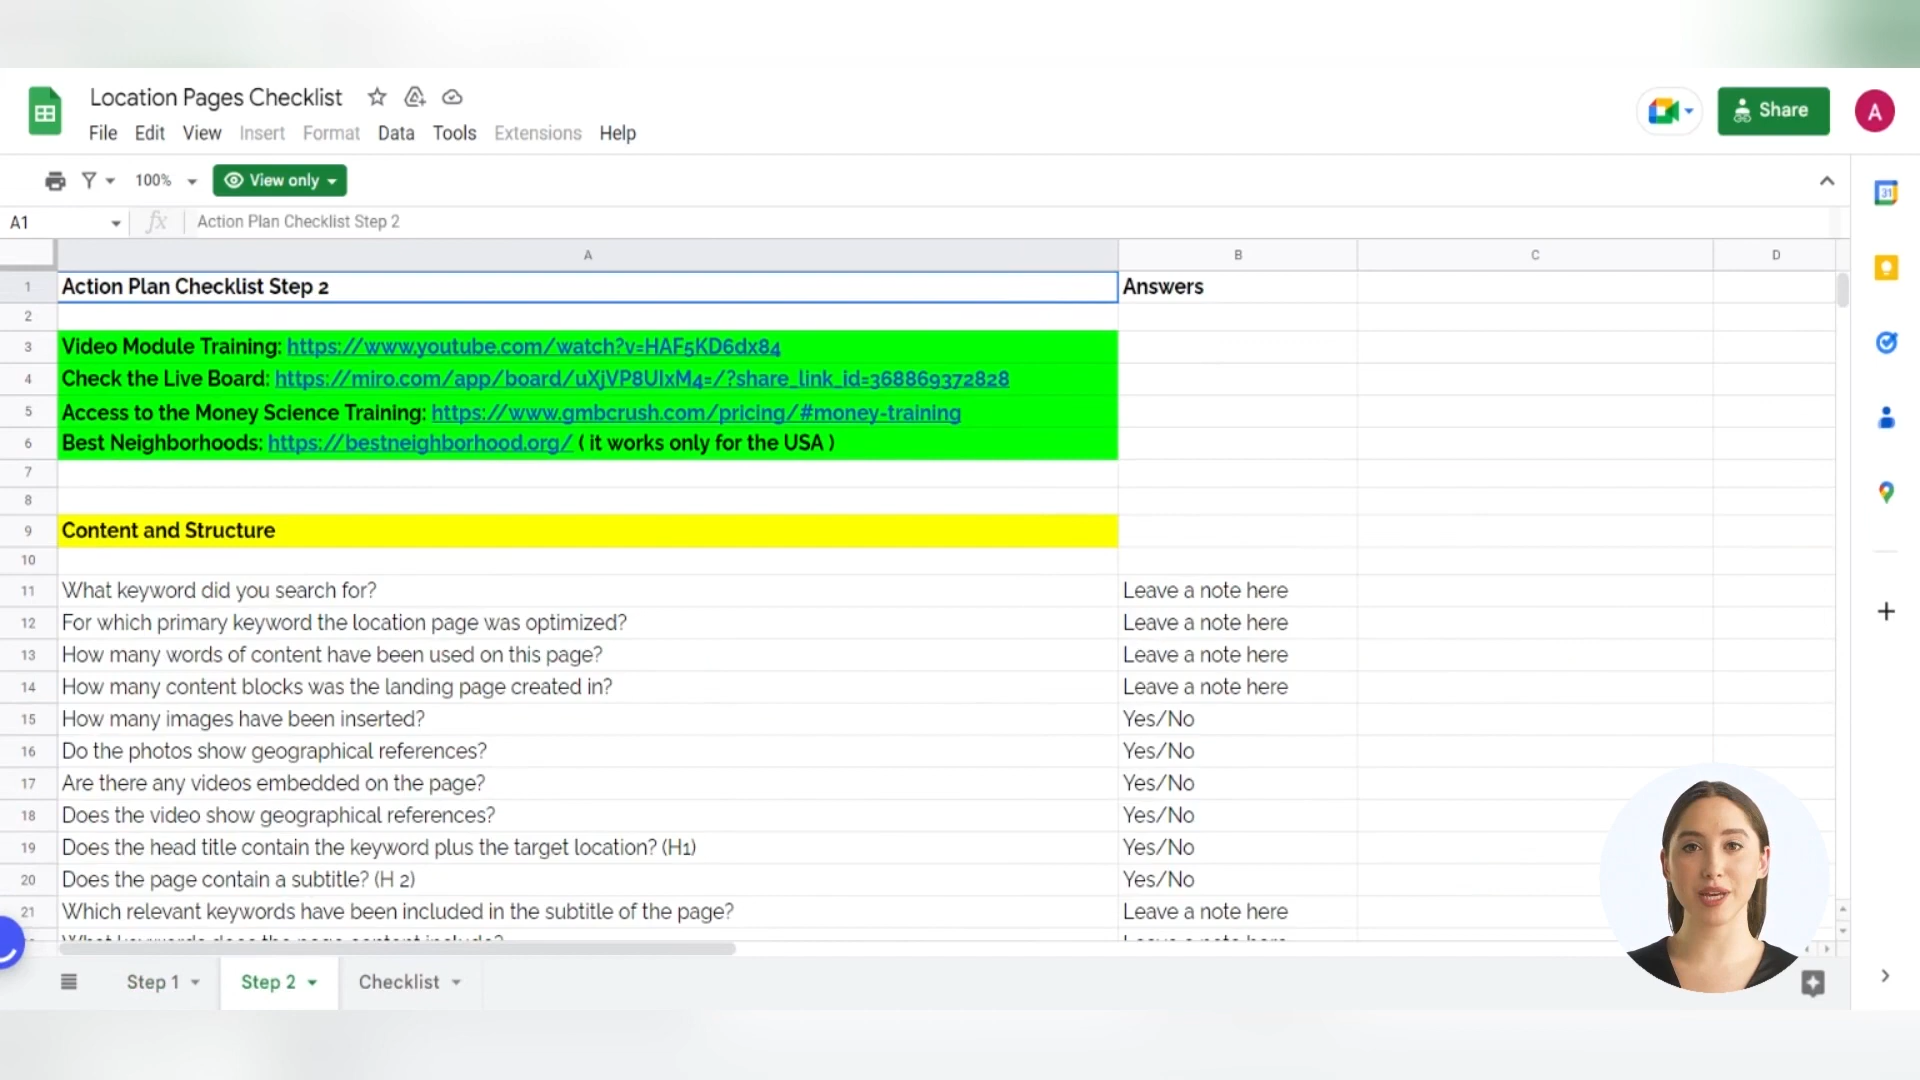 Location Pages Checklist
File Edit View Insert Format Data Tools Extensions Help
Share
A
100%
View only
A1
fx
Action Plan Checklist Step 2
A B C D
1 Action Plan Checklist Step 2 Answers
2
3 Video Module Training: https://www.youtube.com/watch?v=HAF5KD6dx84
4 Check the Live Board: https://miro.com/app/board/uXjVP8UIxM4=/?share_link_id=368869372828
5 Access to the Money Science Training: https://www.gmbcrush.com/pricing/#money-training
6 Best Neighborhoods: https://bestneighborhood.org/ ( it works only for the USA )
7
8
9 Content and Structure
10
11 What keyword did you search for? Leave a note here
12 For which primary keyword the location page was optimized? Leave a note here
13 How many words of content have been used on this page? Leave a note here
14 How many content blocks was the landing page created in? Leave a note here
15 How many images have been inserted? Yes/No
16 Do the photos show geographical references? Yes/No
17 Are there any videos embedded on the page? Yes/No
18 Does the video show geographical references? Yes/No
19 Does the head title contain the keyword plus the target location? (H1) Yes/No
20 Does the page contain a subtitle? (H 2) Yes/No
21 Which relevant keywords have been included in the subtitle of the page? Leave a note here
Step 1 Step 2 Checklist
31